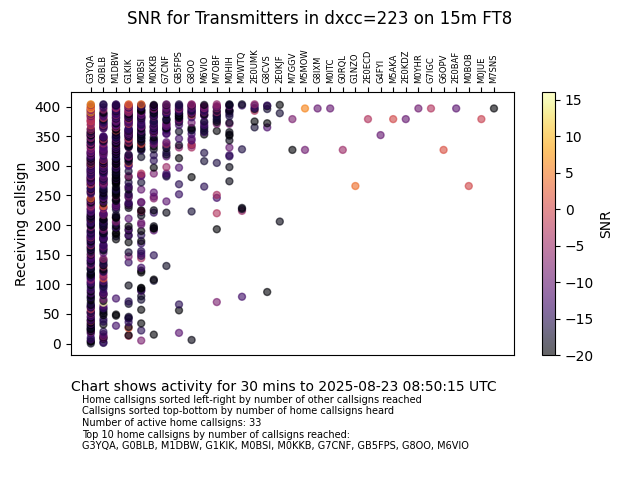 SNR for Transmitters in dxcc=223 on 15m FT8
G3YQA G0BLB M1DBW G1KIK M0BSI M0KKB G7CNF GB5FPS G8OO M6VIO M7OBF M0HIH M0WTQ 2E0UMK G8CVS 2E0KJF M7GGV M5MOW G8IXM M0ITC G0RQL G1NZO 2E0ECD G4FYI M5AKA 2E0KDZ M0YHR G7IGC G6OPV 2E0BAF M0BOB M0JUE M7SNS
400
350
300
250
200
150
100
50
0
Receiving callsign
15
10
5
0
−5
−10
−15
−20
SNR
Chart shows activity for 30 mins to 2025-08-23 08:50:15 UTC
Home callsigns sorted left-right by number of other callsigns reached
Callsigns sorted top-bottom by number of home callsigns heard
Number of active home callsigns: 33
Top 10 home callsigns by number of callsigns reached:
G3YQA, G0BLB, M1DBW, G1KIK, M0BSI, M0KKB, G7CNF, GB5FPS, G8OO, M6VIO